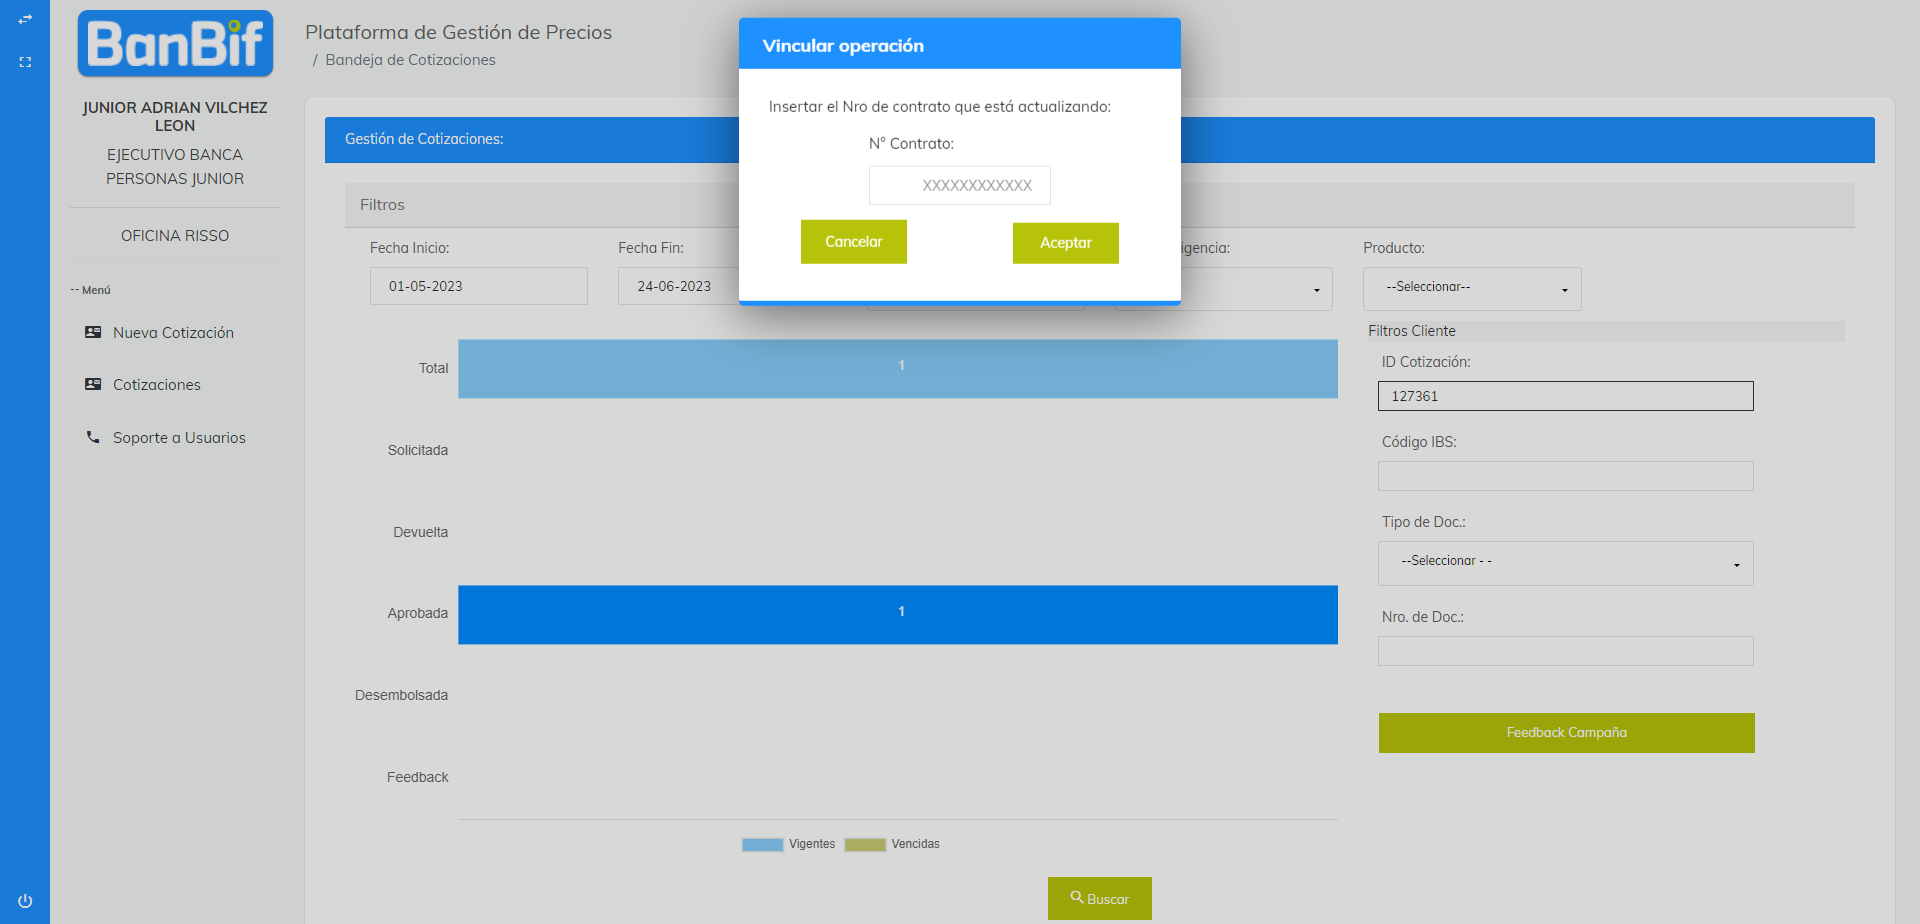 BanBif
JUNIOR ADRIAN VILCHEZ
LEON
EJECUTIVO BANCA
PERSONAS JUNIOR
OFICINA RISSO
-- Menú
Nueva Cotización
Cotizaciones
Soporte a Usuarios
Plataforma de Gestión de Precios
/ Bandeja de Cotizaciones
Vincular operación
Insertar el Nro de contrato que está actualizando:
N° Contrato:
XXXXXXXXXXXX
Cancelar
Aceptar
Gestión de Cotizaciones:
Filtros
Fecha Inicio:
01-05-2023
Fecha Fin:
24-06-2023
igencia:
Producto:
--Seleccionar--
Total
1
Solicitada
Devuelta
Aprobada
1
Desembolsada
Feedback
Vigentes
Vencidas
Filtros Cliente
ID Cotización:
127361
Código IBS:
Tipo de Doc.:
--Seleccionar - -
Nro. de Doc.:
Feedback Campaña
Buscar